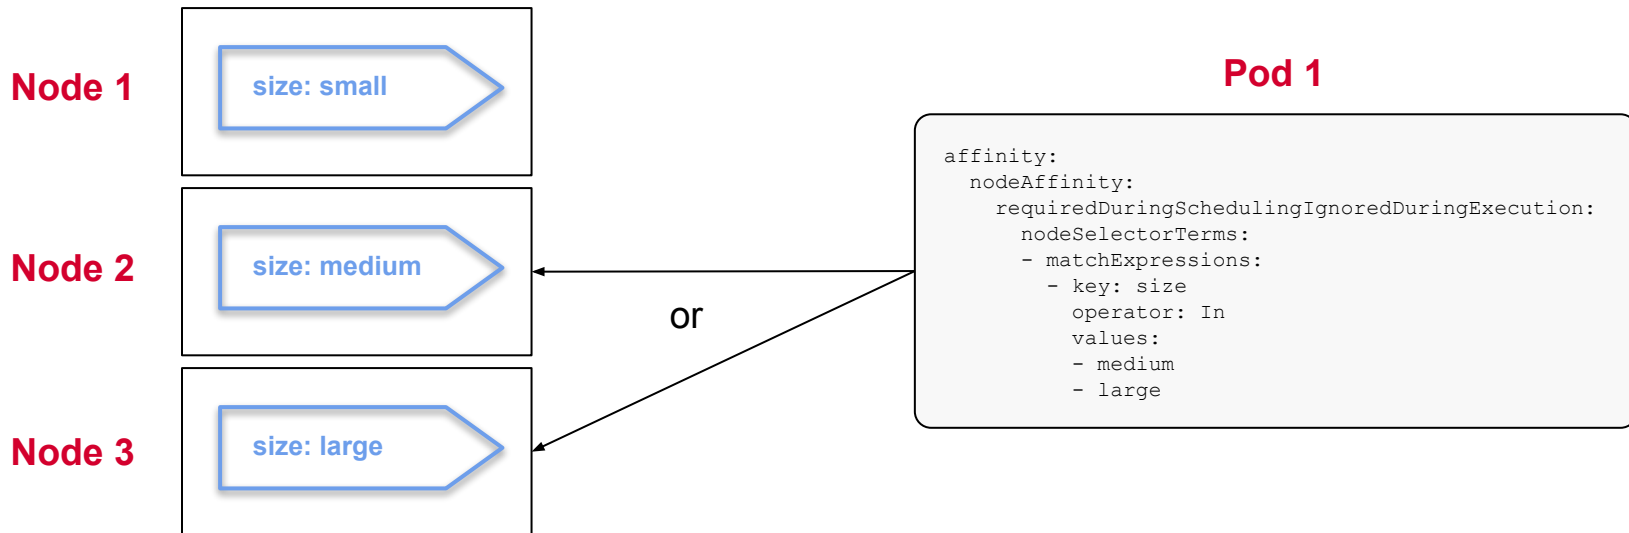 Node 1
size: small
Node 2
size: medium
Node 3
size: large
or
Pod 1
affinity:
  nodeAffinity:
    requiredDuringSchedulingIgnoredDuringExecution:
      nodeSelectorTerms:
      - matchExpressions:
        - key: size
          operator: In
          values:
          - medium
          - large